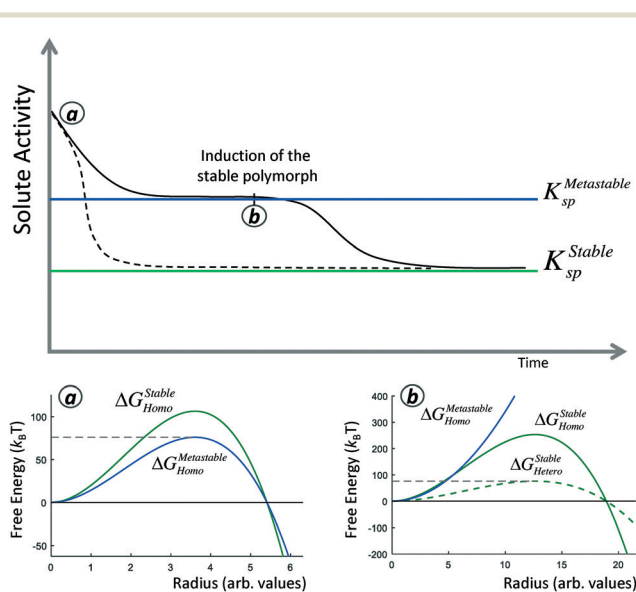 Solute Activity
a
Induction of the
stable polymorph
b
K_sp^Metastable
K_sp^Stable
Time
a
ΔG_Homo^Stable
ΔG_Homo^Metastable
100
50
0
-50
Free Energy (k_BT)
0 1 2 3 4 5 6
Radius (arb. values)
b
ΔG_Homo^Metastable
ΔG_Homo^Stable
ΔG_Hetero^Stable
400
300
200
100
0
-100
-200
Free Energy (k_BT)
0 5 10 15 20
Radius (arb. values)